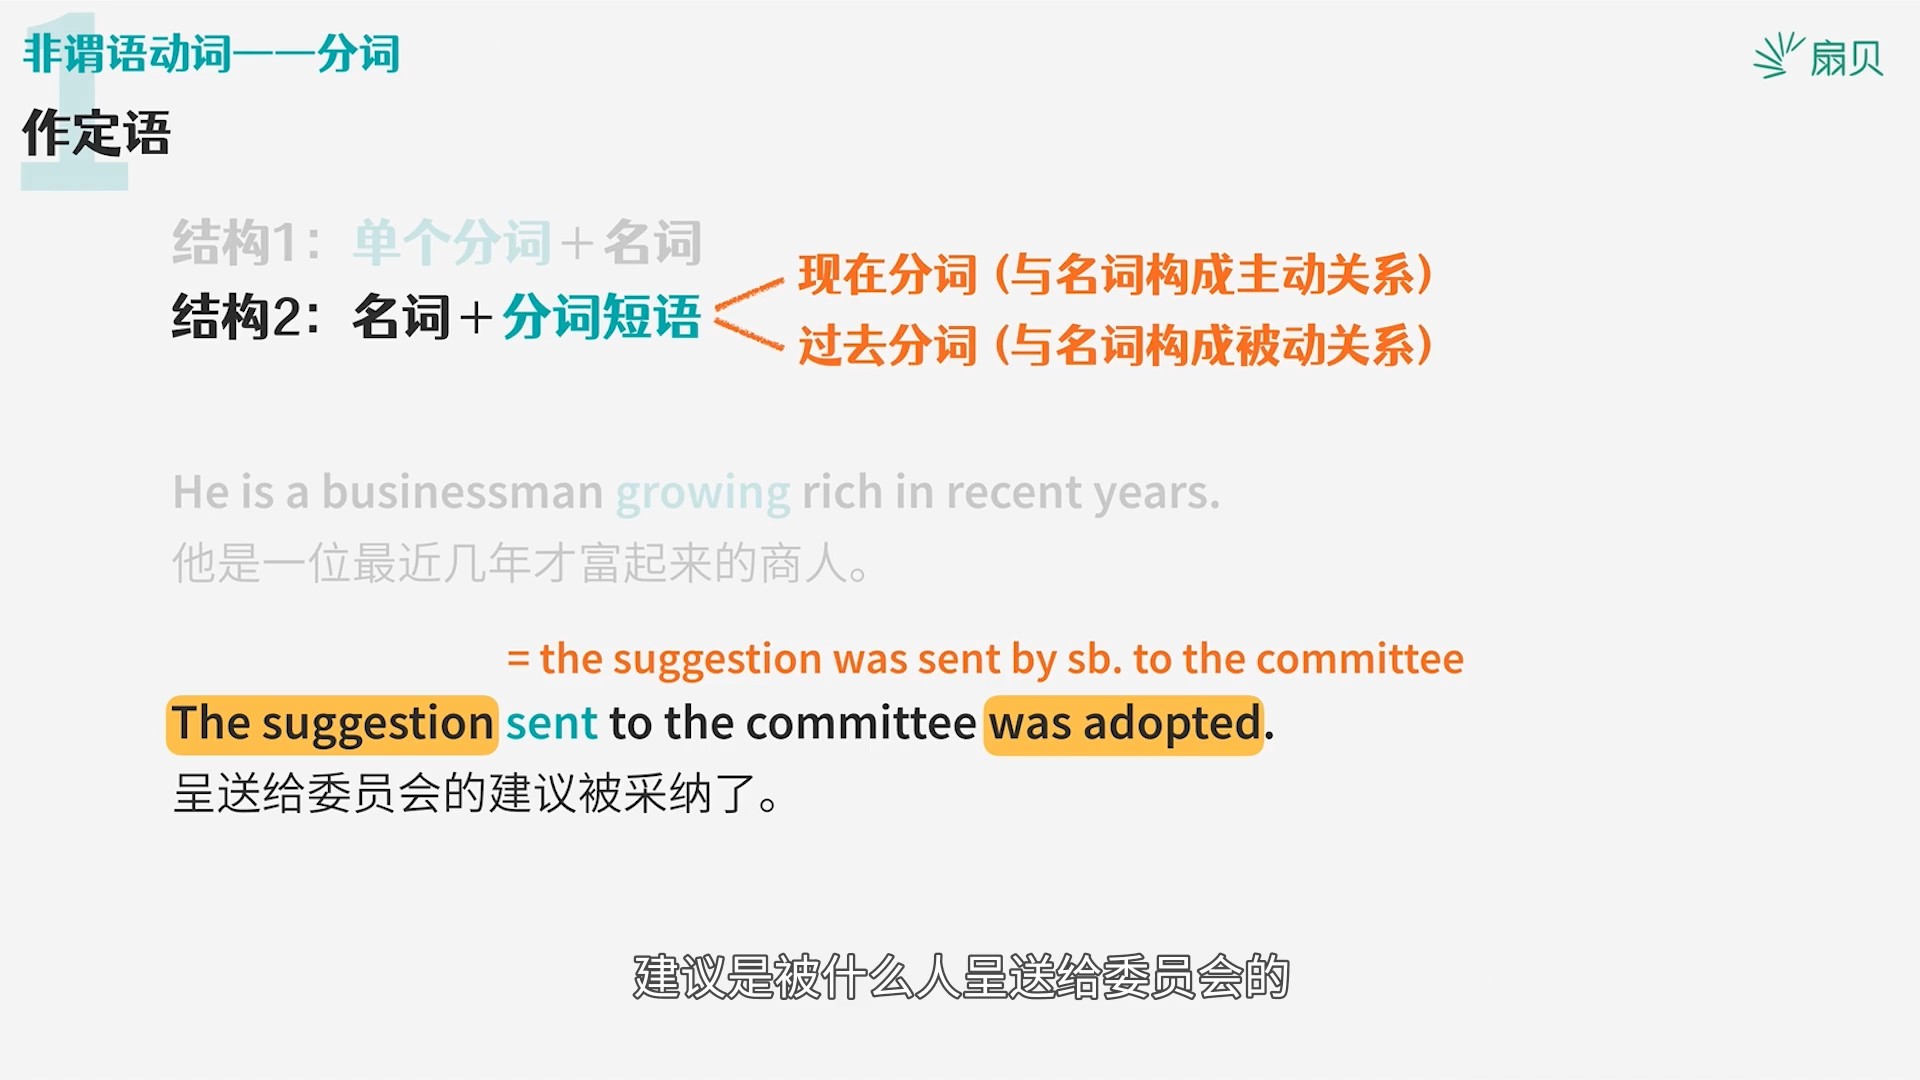 1
非谓语动词——分词
扇贝
作定语
结构1：单个分词＋名词
结构2：名词＋分词短语
现在分词（与名词构成主动关系）
过去分词（与名词构成被动关系）
He is a businessman growing rich in recent years.
他是一位最近几年才富起来的商人。
= the suggestion was sent by sb. to the committee
The suggestion sent to the committee was adopted.
呈送给委员会的建议被采纳了。
建议是被什么人呈送给委员会的